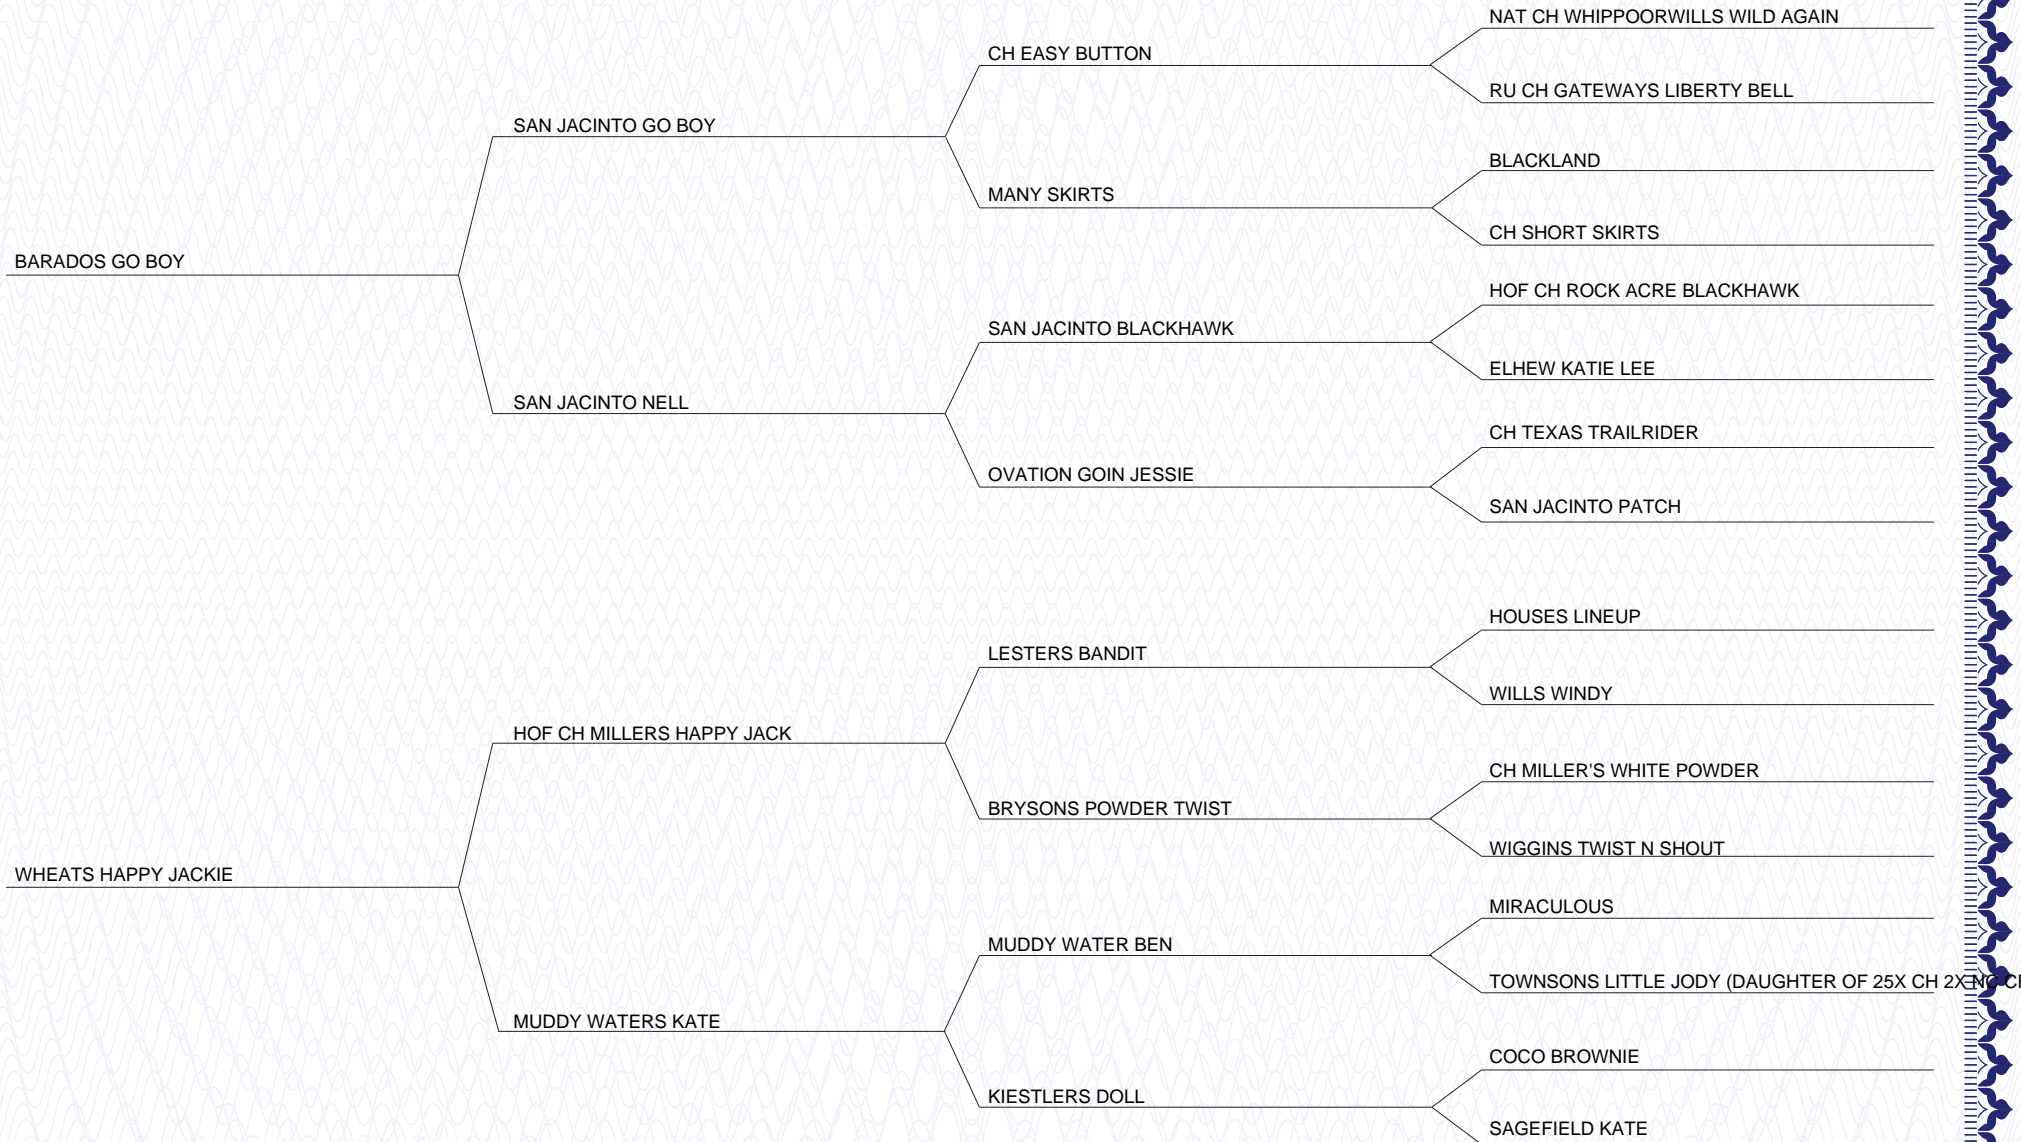 NAT CH WHIPPOORWILLS WILD AGAIN
CH EASY BUTTON
RU CH GATEWAYS LIBERTY BELL
SAN JACINTO GO BOY
BLACKLAND
MANY SKIRTS
CH SHORT SKIRTS
BARADOS GO BOY
HOF CH ROCK ACRE BLACKHAWK
SAN JACINTO BLACKHAWK
ELHEW KATIE LEE
SAN JACINTO NELL
CH TEXAS TRAILRIDER
OVATION GOIN JESSIE
SAN JACINTO PATCH
HOUSES LINEUP
LESTERS BANDIT
WILLS WINDY
HOF CH MILLERS HAPPY JACK
CH MILLER'S WHITE POWDER
BRYSONS POWDER TWIST
WIGGINS TWIST N SHOUT
WHEATS HAPPY JACKIE
MIRACULOUS
MUDDY WATER BEN
TOWNSONS LITTLE JODY (DAUGHTER OF 25X CH 2X NC
MUDDY WATERS KATE
COCO BROWNIE
KIESTLERS DOLL
SAGEFIELD KATE